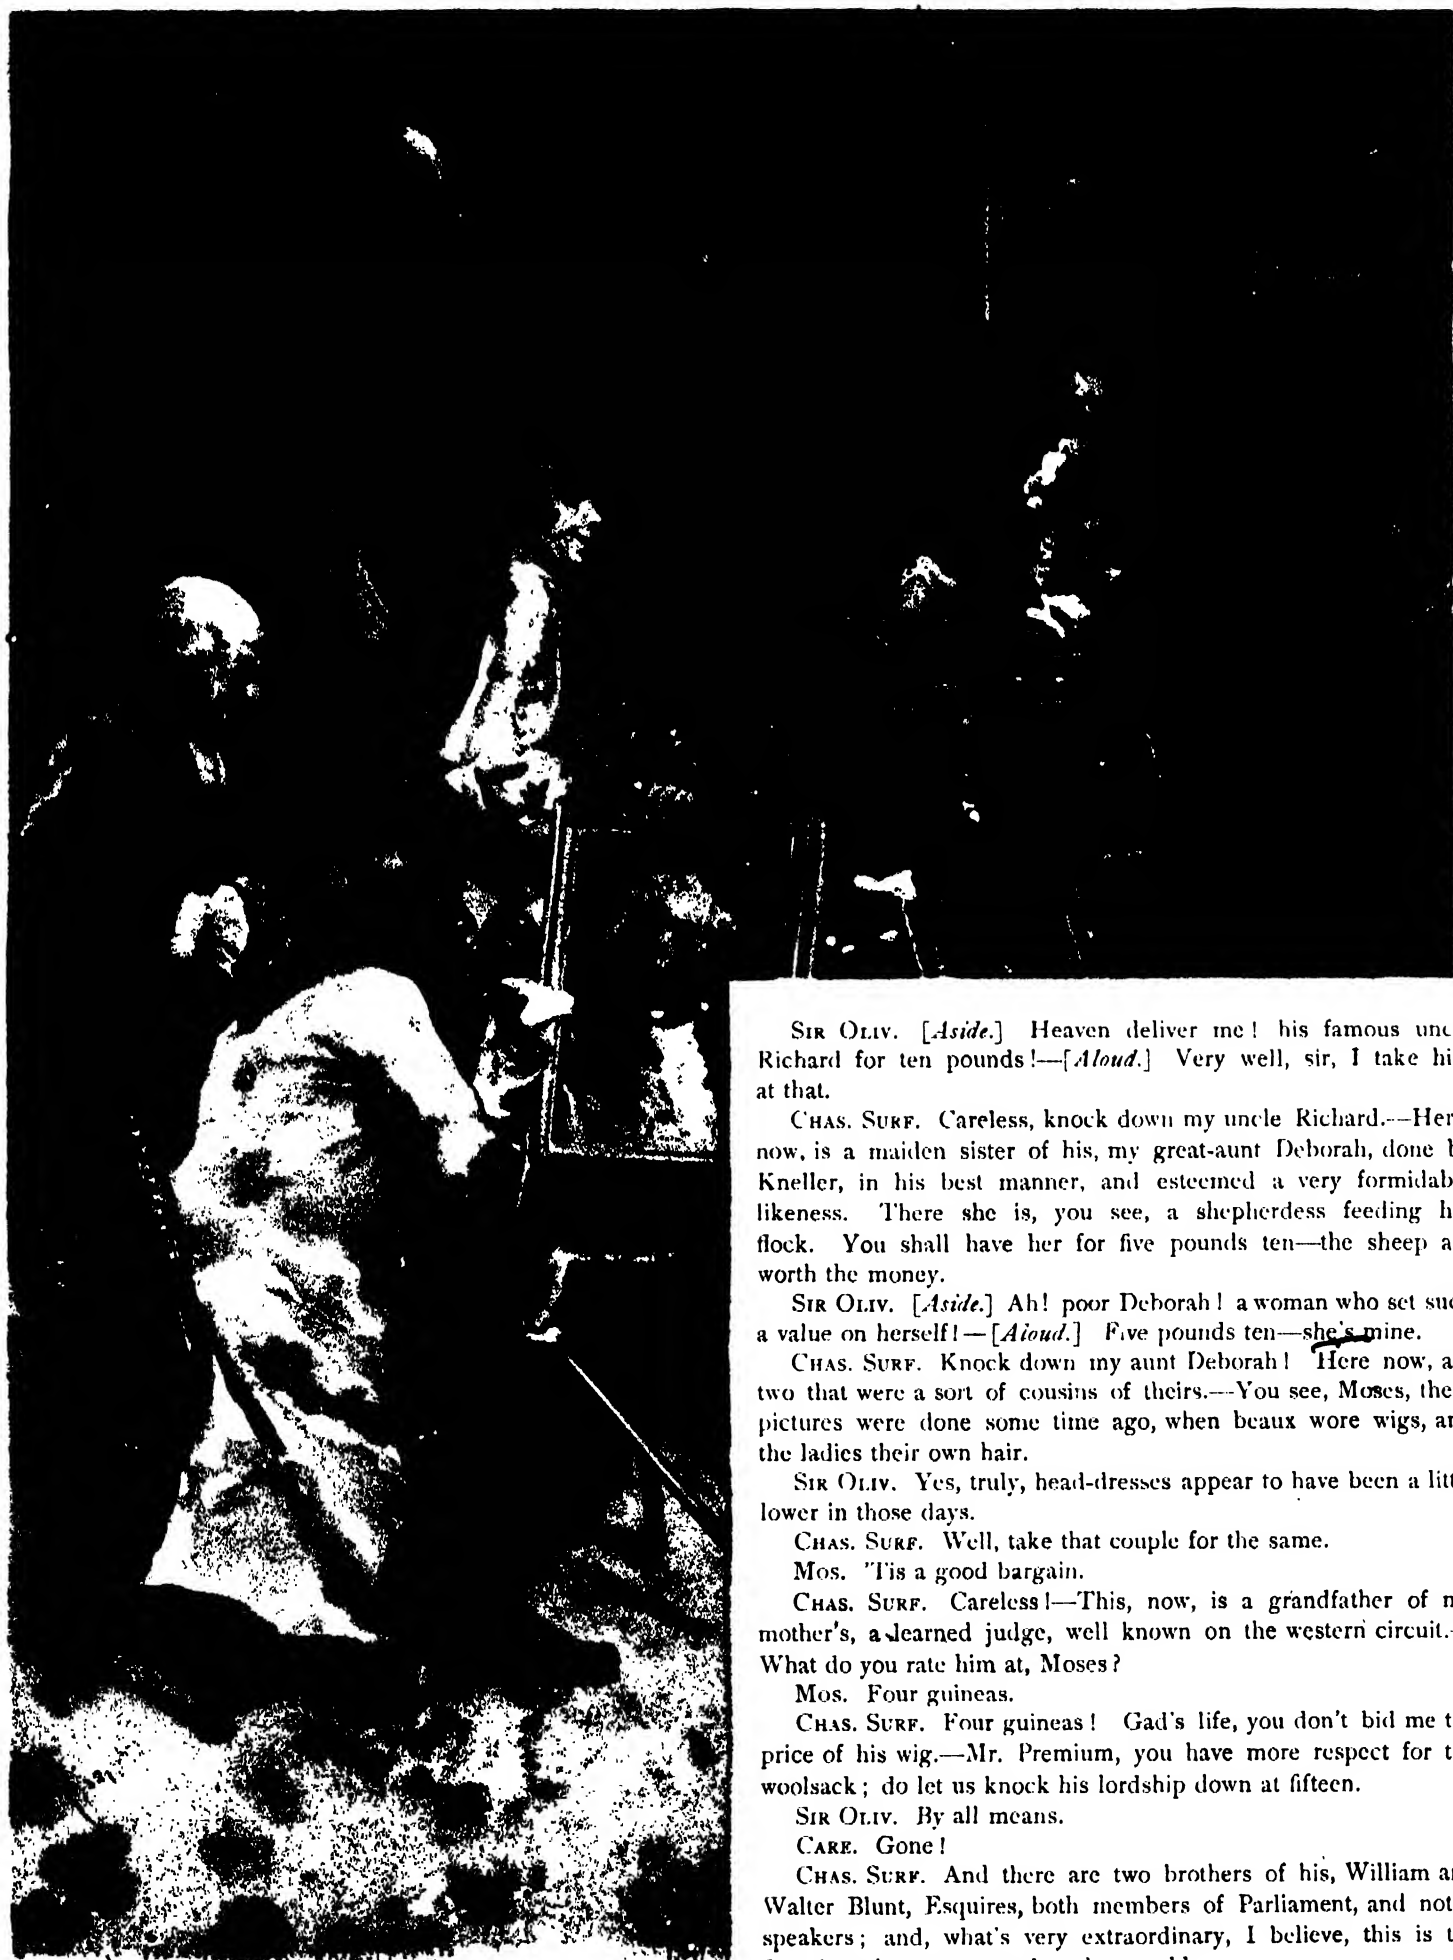 SIR OLIV. [Aside.] Heaven deliver me! his famous unc
Richard for ten pounds!—[Aloud.] Very well, sir, I take hi
at that.
CHAS. SURF. Careless, knock down my uncle Richard.—Her
now, is a maiden sister of his, my great-aunt Deborah, done b
Kneller, in his best manner, and esteemed a very formidab
likeness. There she is, you see, a shepherdess feeding h
flock. You shall have her for five pounds ten—the sheep a
worth the money.
SIR OLIV. [Aside.] Ah! poor Deborah! a woman who set suc
a value on herself!—[Aloud.] Five pounds ten—she's mine.
CHAS. SURF. Knock down my aunt Deborah! Here now, a
two that were a sort of cousins of theirs.—You see, Moses, the
pictures were done some time ago, when beaux wore wigs, an
the ladies their own hair.
SIR OLIV. Yes, truly, head-dresses appear to have been a litt
lower in those days.
CHAS. SURF. Well, take that couple for the same.
MOS. 'Tis a good bargain.
CHAS. SURF. Careless!—This, now, is a grandfather of m
mother's, a learned judge, well known on the western circuit.—
What do you rate him at, Moses?
MOS. Four guineas.
CHAS. SURF. Four guineas! Gad's life, you don't bid me t
price of his wig.—Mr. Premium, you have more respect for t
woolsack; do let us knock his lordship down at fifteen.
SIR OLIV. By all means.
CARE. Gone!
CHAS. SURF. And there are two brothers of his, William a
Walter Blunt, Esquires, both members of Parliament, and not
speakers; and, what's very extraordinary, I believe, this is t